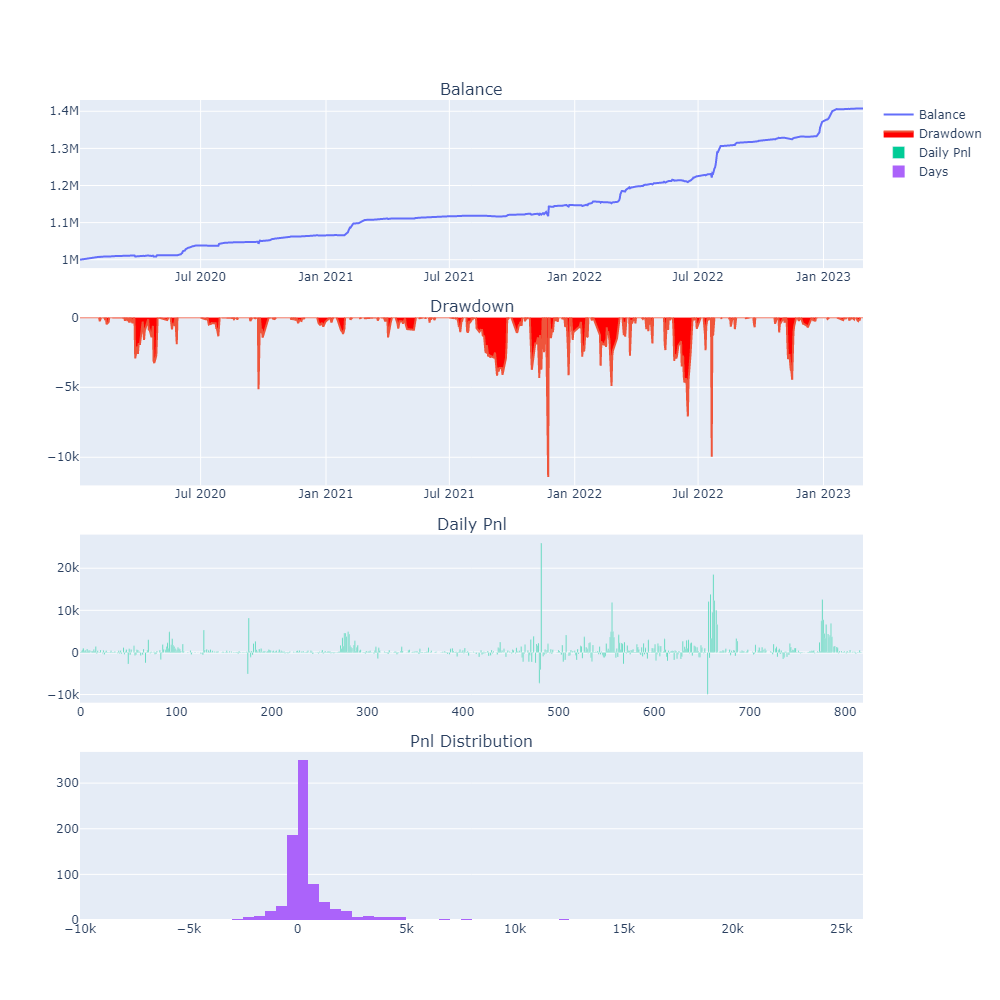 Balance
1.4M
1.3M
1.2M
1.1M
1M
Jul 2020 Jan 2021 Jul 2021 Jan 2022 Jul 2022 Jan 2023
Balance
Drawdown
Daily Pnl
Days
Drawdown
0
−5k
−10k
Jul 2020 Jan 2021 Jul 2021 Jan 2022 Jul 2022 Jan 2023
Daily Pnl
20k
10k
0
−10k
0 100 200 300 400 500 600 700 800
Pnl Distribution
300
200
100
0
−10k −5k 0 5k 10k 15k 20k 25k